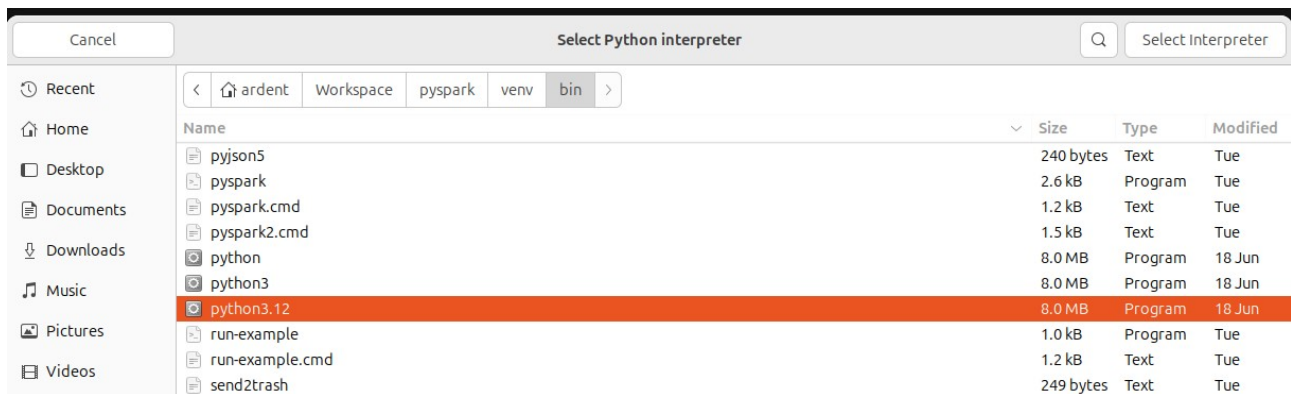 Cancel Select Python interpreter Select Interpreter
Recent
Home
Desktop
Documents
Downloads
Music
Pictures
Videos
ardent Workspace pyspark venv bin
Name Size Type Modified
pyjson5 240 bytes Text Tue
pyspark 2.6 kB Program Tue
pyspark.cmd 1.2 kB Text Tue
pyspark2.cmd 1.5 kB Text Tue
python 8.0 MB Program 18 Jun
python3 8.0 MB Program 18 Jun
python3.12 8.0 MB Program 18 Jun
run-example 1.0 kB Program Tue
run-example.cmd 1.2 kB Text Tue
send2trash 249 bytes Text Tue